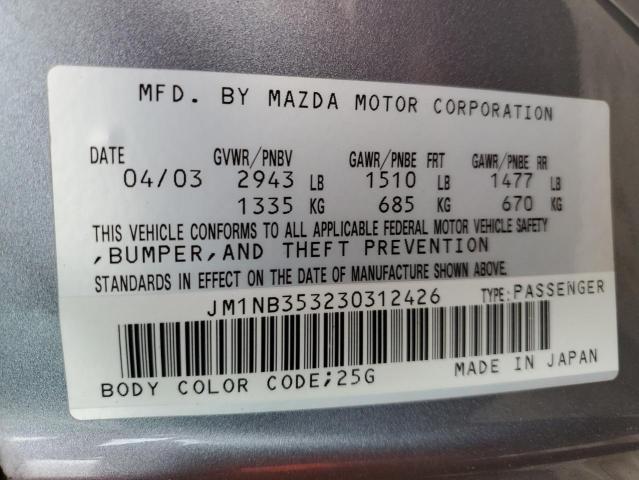 MFD. BY MAZDA MOTOR CORPORATION
DATE GVWR/PNBV GAWR/PNBE FRT GAWR/PNBE RR
04/03 2943 LB 1510 LB 1477 LB
1335 KG 685 KG 670 KG
THIS VEHICLE CONFORMS TO ALL APPLICABLE FEDERAL MOTOR VEHICLE SAFETY
,BUMPER,AND THEFT PREVENTION
STANDARDS IN EFFECT ON THE DATE OF MANUFACTURE SHOWN ABOVE.
JM1NB353230312426 TYPE:PASSENGER
BODY COLOR CODE;25G MADE IN JAPAN